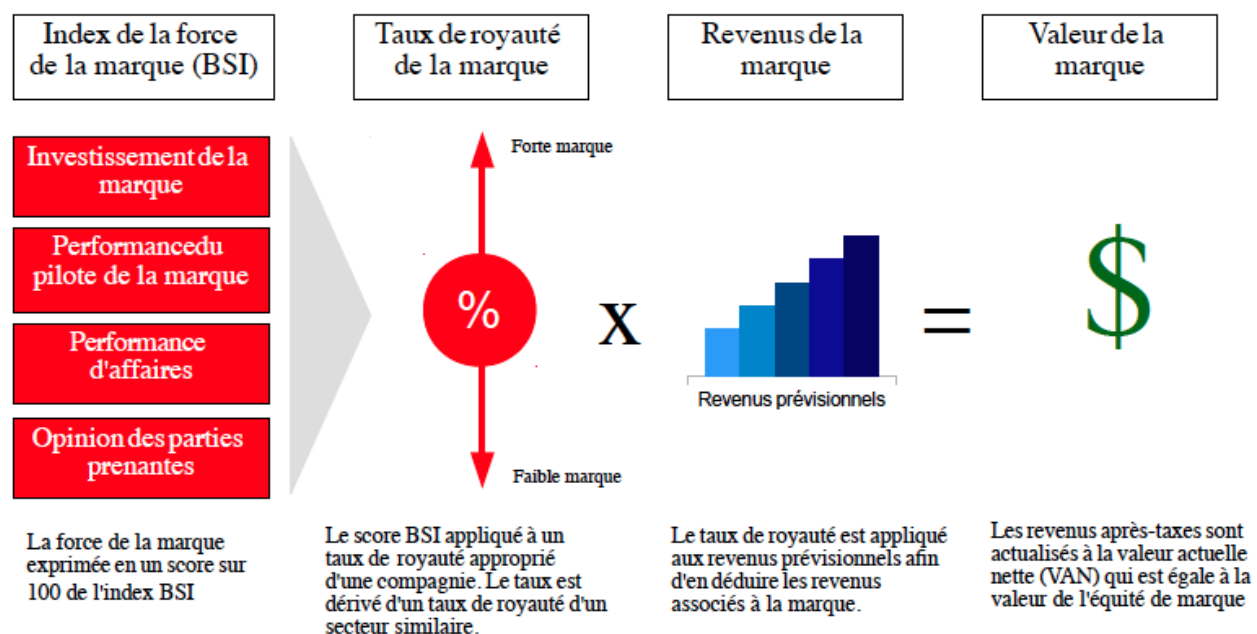 Index de la force
de la marque (BSI)
Taux de royauté
de la marque
Revenus de la
marque
Valeur de la
marque
Investissement de la
marque
Performancedu
pilote de la marque
Performance
d'affaires
Opinion des parties
prenantes
Forte marque
%
Faible marque
X
Revenus prévisionnels
=
$
La force de la marque
exprimée en un score sur
100 de l'index BSI
Le score BSI appliqué à un
taux de royauté approprié
d'une compagnie. Le taux est
dérivé d'un taux de royauté d'un
secteur similaire.
Le taux de royauté est appliqué
aux revenus prévisionnels afin
d'en déduire les revenus
associés à la marque.
Les revenus après-taxes sont
actualisés à la valeur actuelle
nette (VAN) qui est égale à la
valeur de l'équité de marque